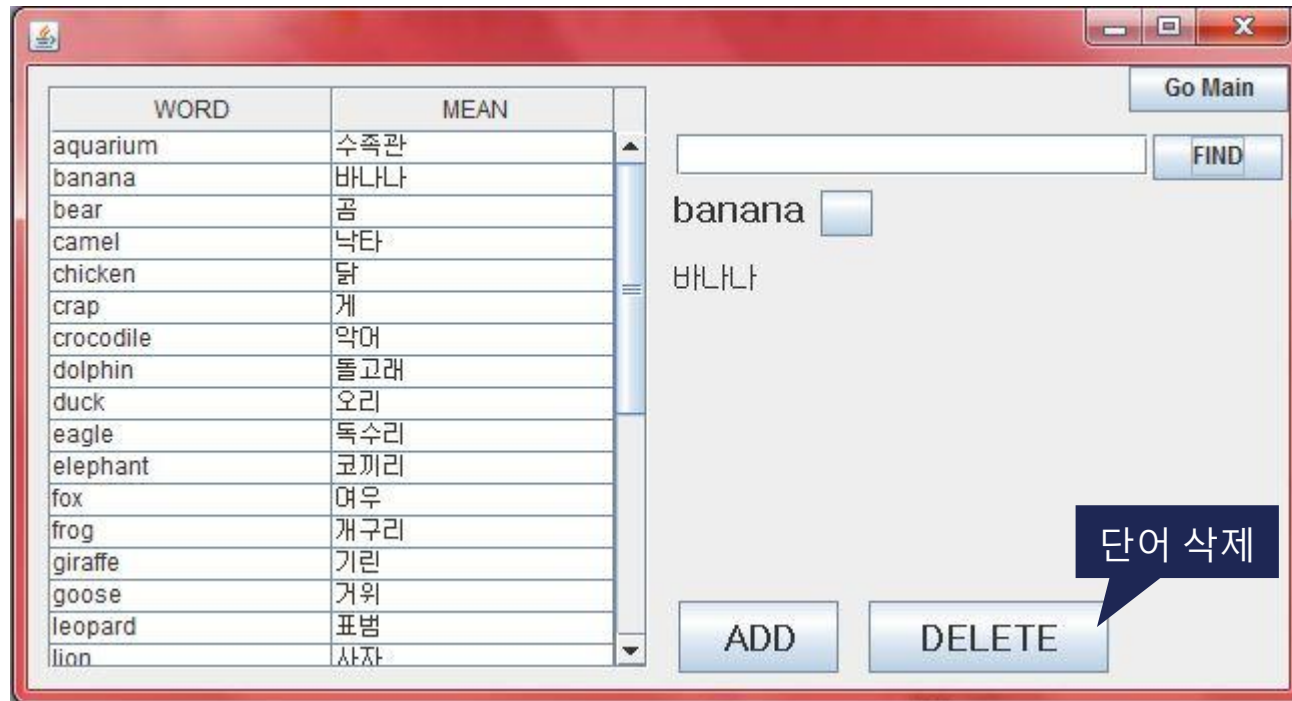 Go Main
WORD MEAN
aquarium 수족관
banana 바나나
bear 곰
camel 낙타
chicken 닭
crap 게
crocodile 악어
dolphin 돌고래
duck 오리
eagle 독수리
elephant 코끼리
fox 여우
frog 개구리
giraffe 기린
goose 거위
leopard 표범
lion 사자
FIND
banana
바나나
단어 삭제
ADD DELETE